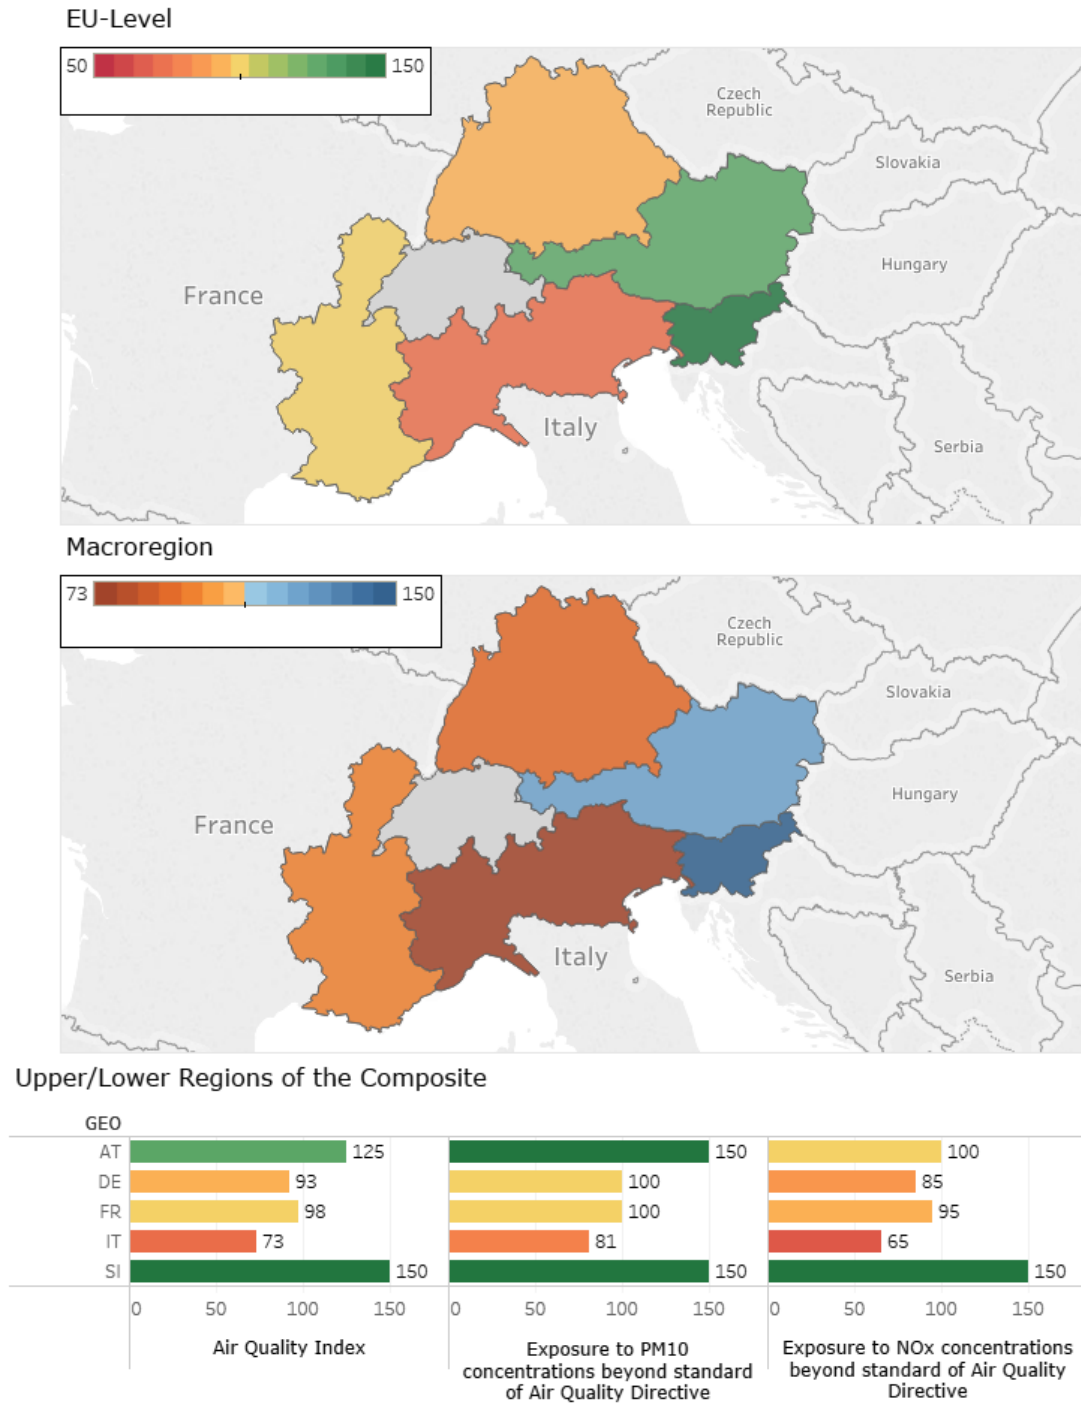 EU-Level
50 150
Czech
Republic
Slovakia
Hungary
France
Italy
Serbia
Macroregion
73 150
Czech
Republic
Slovakia
Hungary
France
Italy
Serbia
Upper/Lower Regions of the Composite
GEO
AT 125 150 100
DE 93 100 85
FR 98 100 95
IT 73 81 65
SI 150 150 150
0 50 100 150 0 50 100 150 0 50 100 150
Air Quality Index
Exposure to PM10
concentrations beyond standard
of Air Quality Directive
Exposure to NOx concentrations
beyond standard of Air Quality
Directive